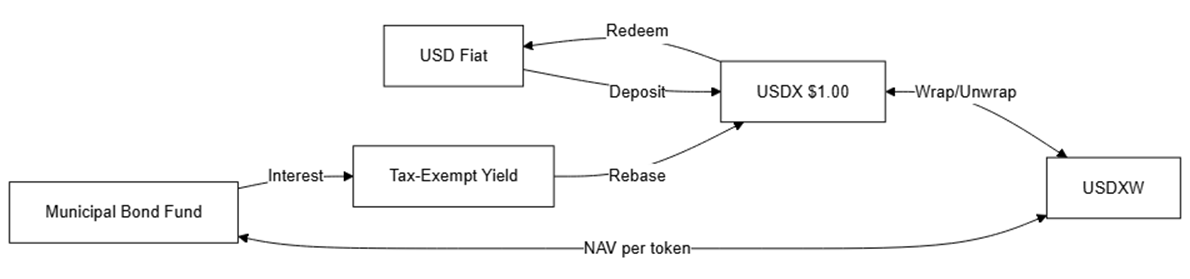 Redeem
USD Fiat
Deposit
USDX $1.00
Wrap/Unwrap
Interest
Tax-Exempt Yield
Rebase
USDXW
Municipal Bond Fund
NAV per token